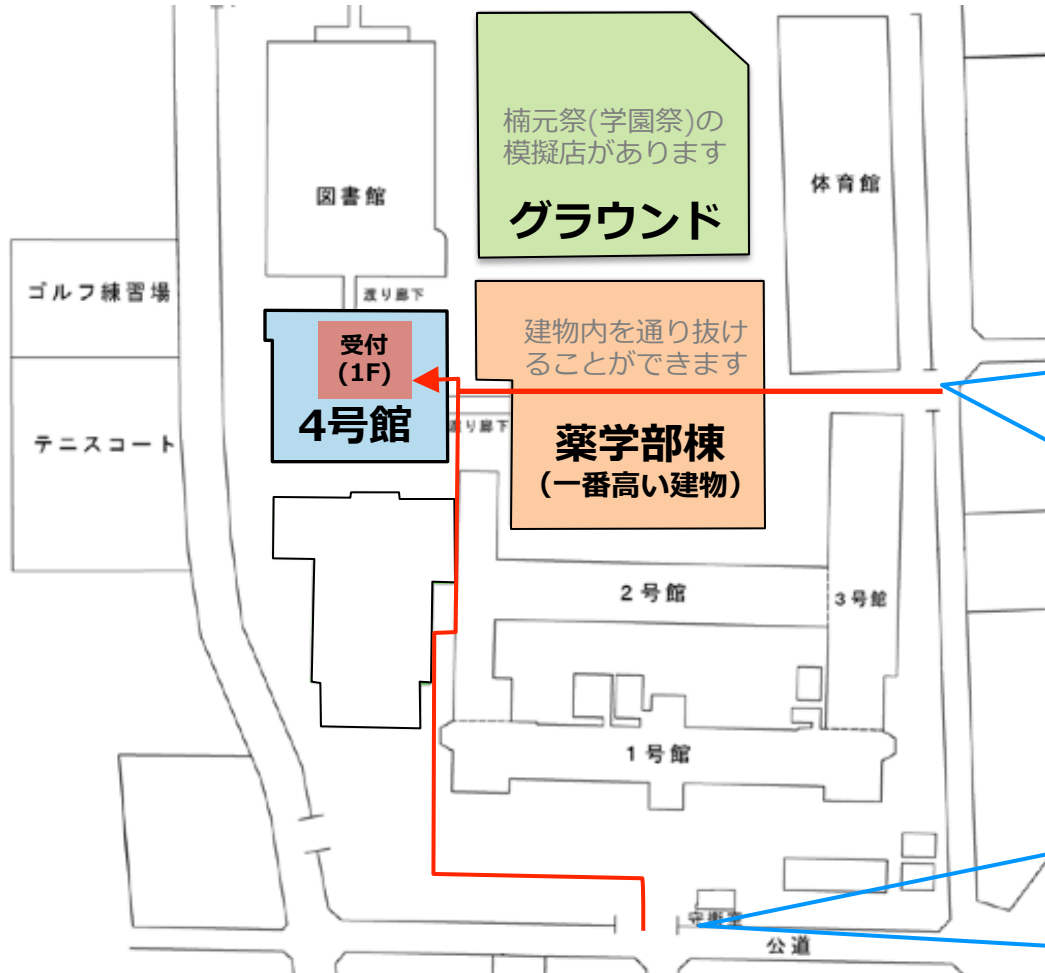 楠元祭(学園祭)の
模擬店があります
グラウンド
体育館
図書館
ゴルフ練習場
渡り廊下
受付
(1F)
4号館
建物内を通り抜け
ることができます
渡り廊下
薬学部棟
(一番高い建物)
テニスコート
2号館
3号館
1号館
守衛室
公道